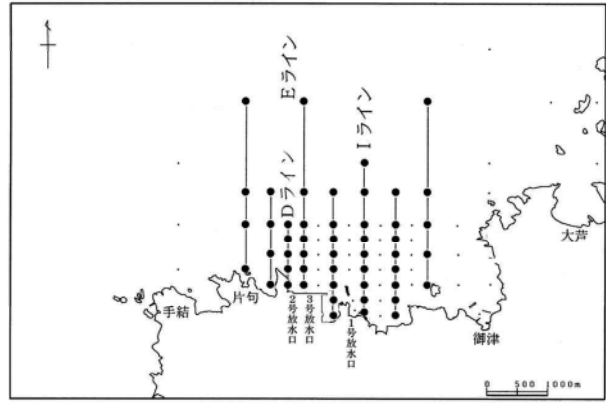 Eライン
Iライン
Dライン
大芦
片句
手結
2号放水口
3号放水口
1号放水口
御津
0 500 1000m